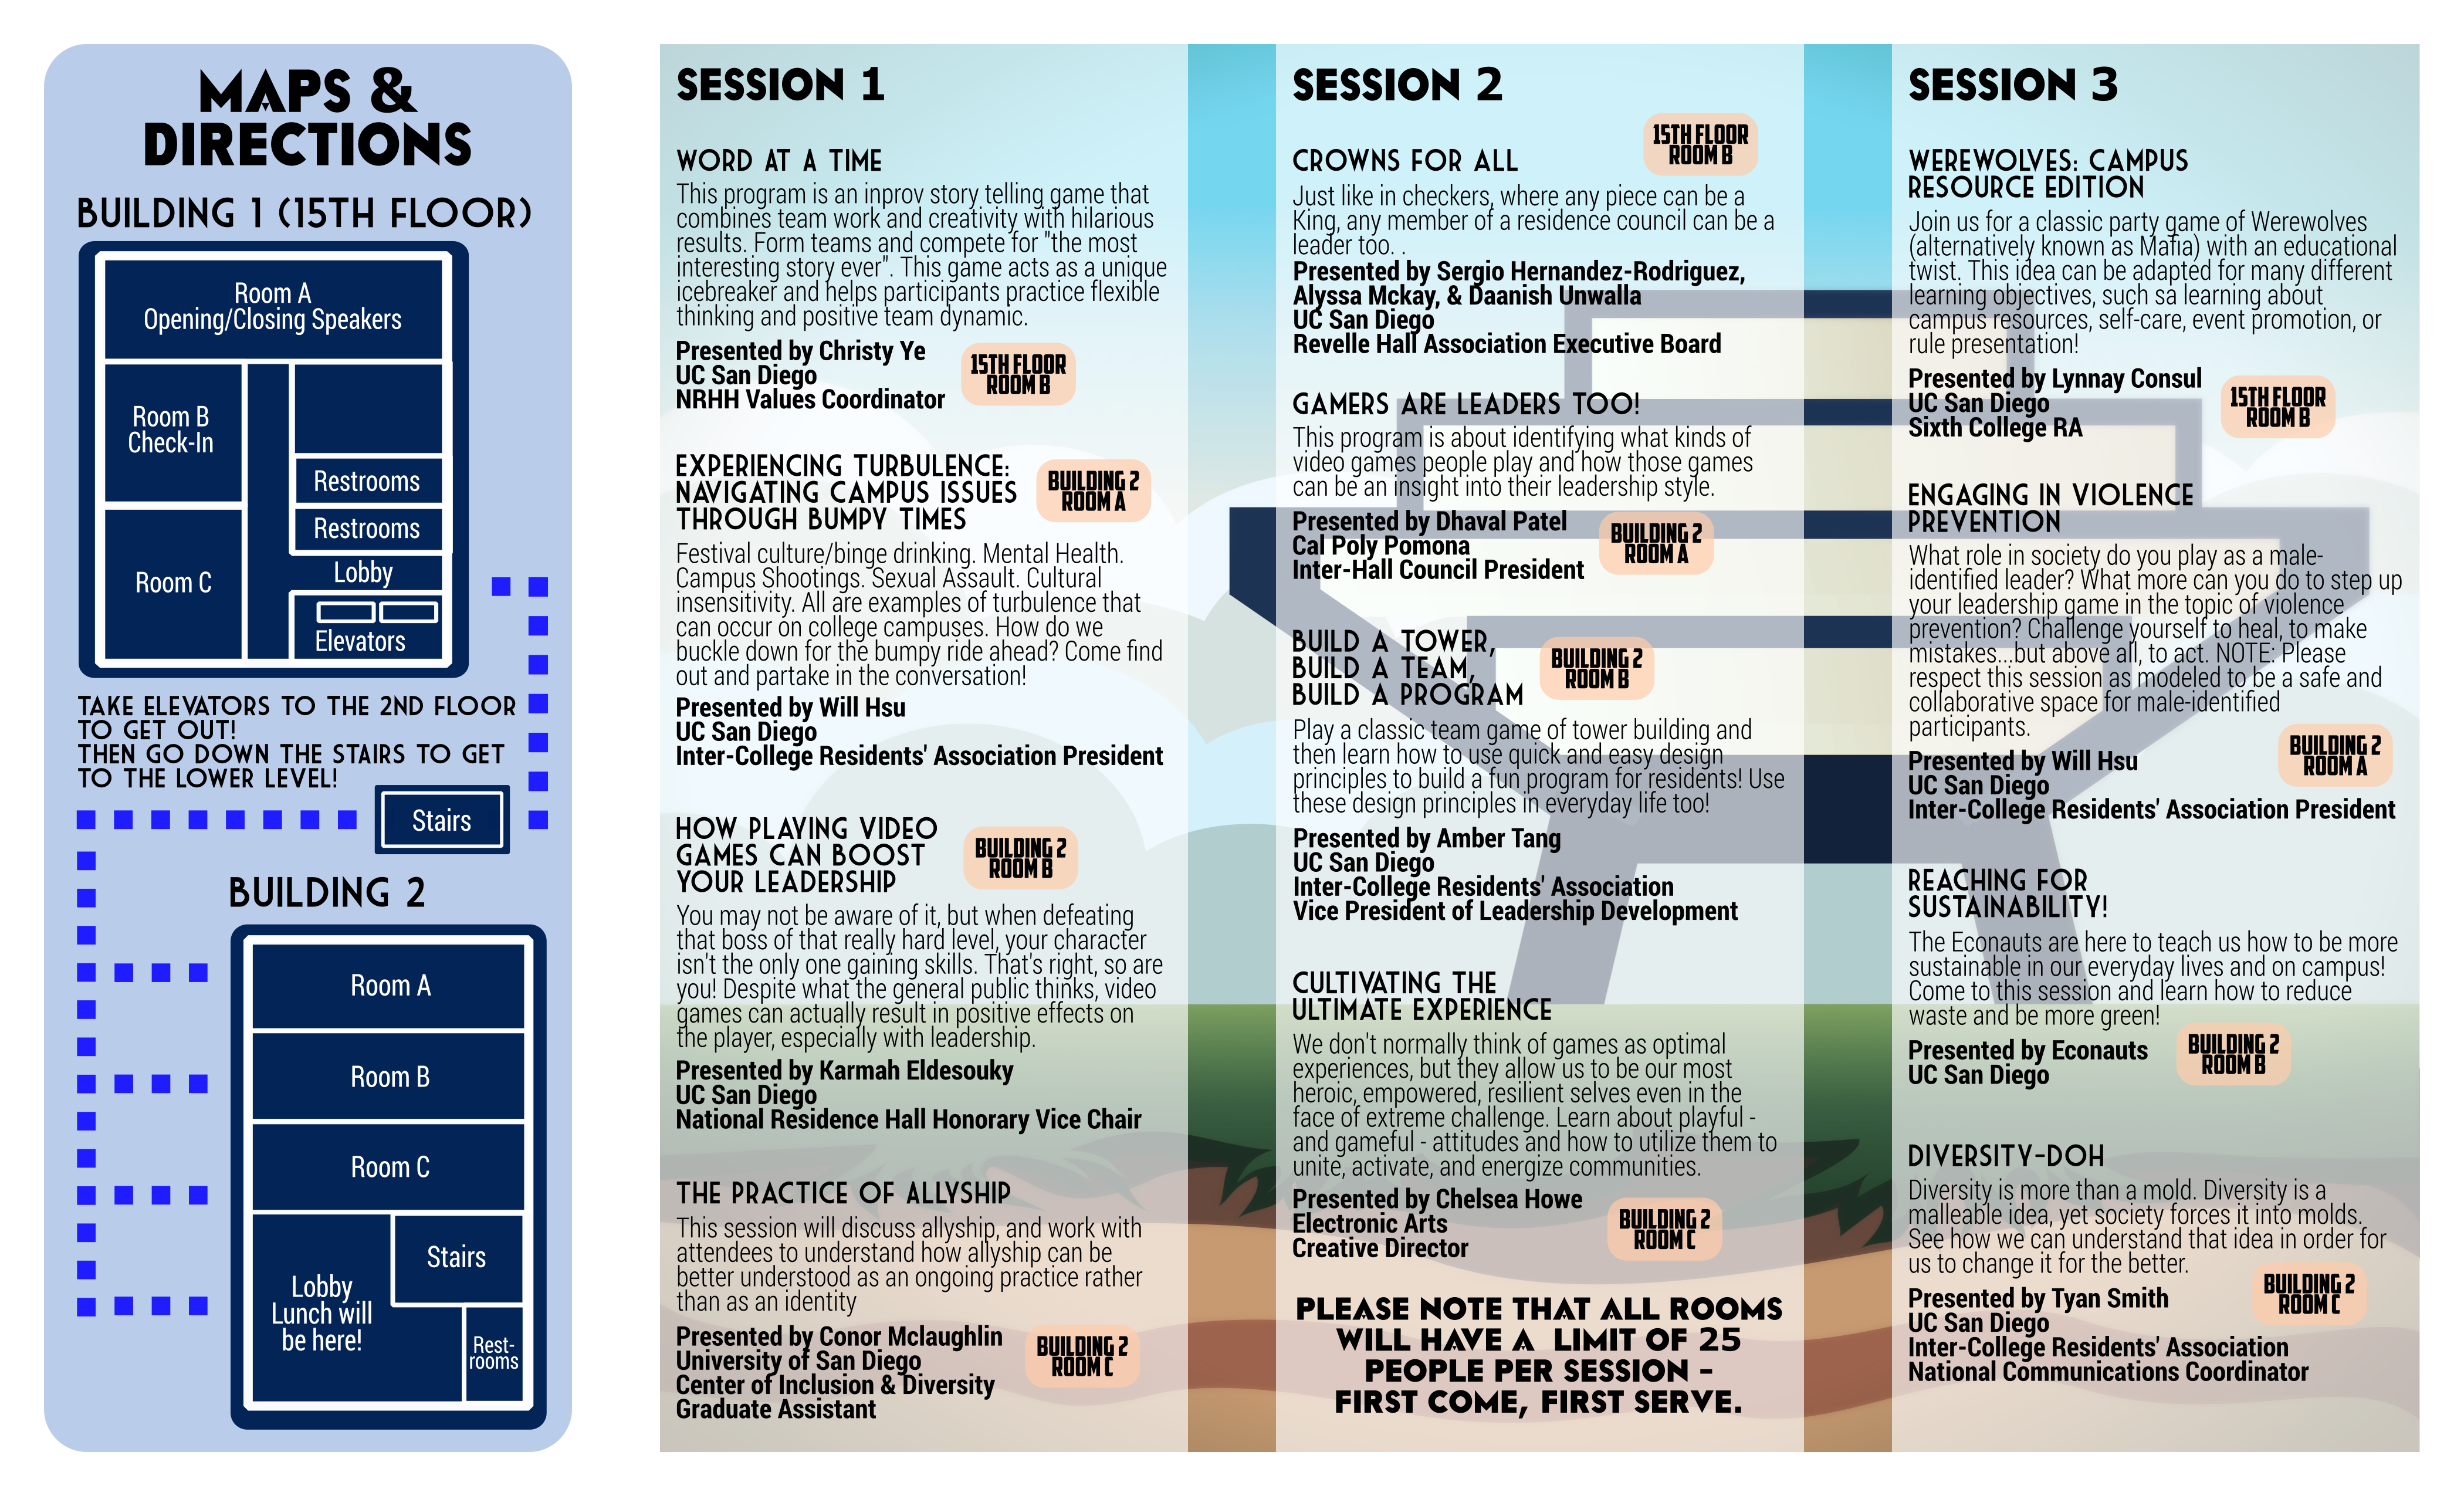 MAPS &
DIRECTIONS
BUILDING 1 (15TH FLOOR)
Room A
Opening/Closing Speakers
Room B
Check-In
Restrooms
Restrooms
Room C
Lobby
Elevators
TAKE ELEVATORS TO THE 2ND FLOOR
TO GET OUT!
THEN GO DOWN THE STAIRS TO GET
TO THE LOWER LEVEL!
Stairs
BUILDING 2
Room A
Room B
Room C
Stairs
Lobby
Lunch will
be here!
Rest-
rooms
SESSION 1
WORD AT A TIME
This program is an inprov story telling game that
combines team work and creativity with hilarious
results. Form teams and compete for "the most
interesting story ever". This game acts as a unique
icebreaker and helps participants practice flexible
thinking and positive team dynamic.
Presented by Christy Ye
UC San Diego
NRHH Values Coordinator
15TH FLOOR
ROOM B
EXPERIENCING TURBULENCE:
NAVIGATING CAMPUS ISSUES
THROUGH BUMPY TIMES
BUILDING 2
ROOM A
Festival culture/binge drinking. Mental Health.
Campus Shootings. Sexual Assault. Cultural
insensitivity. All are examples of turbulence that
can occur on college campuses. How do we
buckle down for the bumpy ride ahead? Come find
out and partake in the conversation!
Presented by Will Hsu
UC San Diego
Inter-College Residents' Association President
HOW PLAYING VIDEO
GAMES CAN BOOST
YOUR LEADERSHIP
BUILDING 2
ROOM B
You may not be aware of it, but when defeating
that boss of that really hard level, your character
isn't the only one gaining skills. That's right, so are
you! Despite what the general public thinks, video
games can actually result in positive effects on
the player, especially with leadership.
Presented by Karmah Eldesouky
UC San Diego
National Residence Hall Honorary Vice Chair
THE PRACTICE OF ALLYSHIP
This session will discuss allyship, and work with
attendees to understand how allyship can be
better understood as an ongoing practice rather
than as an identity
Presented by Conor Mclaughlin
University of San Diego
Center of Inclusion & Diversity
Graduate Assistant
BUILDING 2
ROOM C
SESSION 2
CROWNS FOR ALL
15TH FLOOR
ROOM B
Just like in checkers, where any piece can be a
King, any member of a residence council can be a
leader too. .
Presented by Sergio Hernandez-Rodriguez,
Alyssa Mckay, & Daanish Unwalla
UC San Diego
Revelle Hall Association Executive Board
GAMERS ARE LEADERS TOO!
This program is about identifying what kinds of
video games people play and how those games
can be an insight into their leadership style.
Presented by Dhaval Patel
Cal Poly Pomona
Inter-Hall Council President
BUILDING 2
ROOM A
BUILD A TOWER,
BUILD A TEAM,
BUILD A PROGRAM
BUILDING 2
ROOM B
Play a classic team game of tower building and
then learn how to use quick and easy design
principles to build a fun program for residents! Use
these design principles in everyday life too!
Presented by Amber Tang
UC San Diego
Inter-College Residents' Association
Vice President of Leadership Development
CULTIVATING THE
ULTIMATE EXPERIENCE
We don't normally think of games as optimal
experiences, but they allow us to be our most
heroic, empowered, resilient selves even in the
face of extreme challenge. Learn about playful -
and gameful - attitudes and how to utilize them to
unite, activate, and energize communities.
Presented by Chelsea Howe
Electronic Arts
Creative Director
BUILDING 2
ROOM C
PLEASE NOTE THAT ALL ROOMS
WILL HAVE A LIMIT OF 25
PEOPLE PER SESSION -
FIRST COME, FIRST SERVE.
SESSION 3
WEREWOLVES: CAMPUS
RESOURCE EDITION
Join us for a classic party game of Werewolves
(alternatively known as Mafia) with an educational
twist. This idea can be adapted for many different
learning objectives, such sa learning about
campus resources, self-care, event promotion, or
rule presentation!
Presented by Lynnay Consul
UC San Diego
Sixth College RA
15TH FLOOR
ROOM B
ENGAGING IN VIOLENCE
PREVENTION
What role in society do you play as a male-
identified leader? What more can you do to step up
your leadership game in the topic of violence
prevention? Challenge yourself to heal, to make
mistakes...but above all, to act. NOTE: Please
respect this session as modeled to be a safe and
collaborative space for male-identified
participants.
Presented by Will Hsu
UC San Diego
Inter-College Residents' Association President
BUILDING 2
ROOM A
REACHING FOR
SUSTAINABILITY!
The Econauts are here to teach us how to be more
sustainable in our everyday lives and on campus!
Come to this session and learn how to reduce
waste and be more green!
Presented by Econauts
UC San Diego
BUILDING 2
ROOM B
DIVERSITY-DOH
Diversity is more than a mold. Diversity is a
malleable idea, yet society forces it into molds.
See how we can understand that idea in order for
us to change it for the better.
Presented by Tyan Smith
UC San Diego
Inter-College Residents' Association
National Communications Coordinator
BUILDING 2
ROOM C